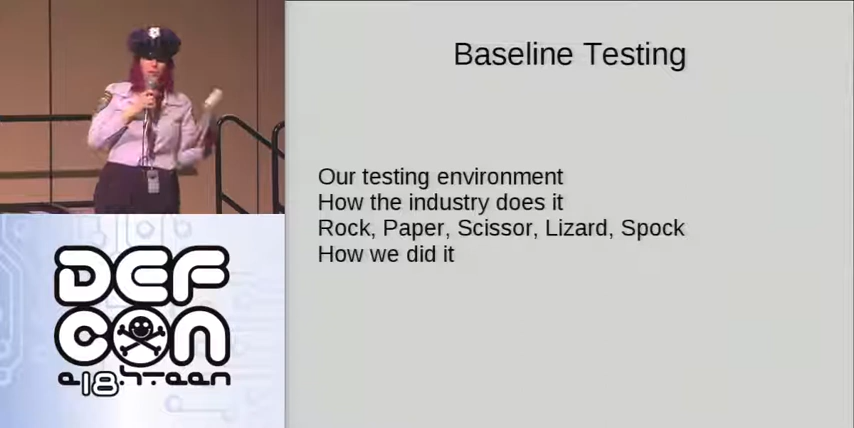 Baseline Testing
Our testing environment
How the industry does it
Rock, Paper, Scissor, Lizard, Spock
How we did it
DEF
CON
e18hteen